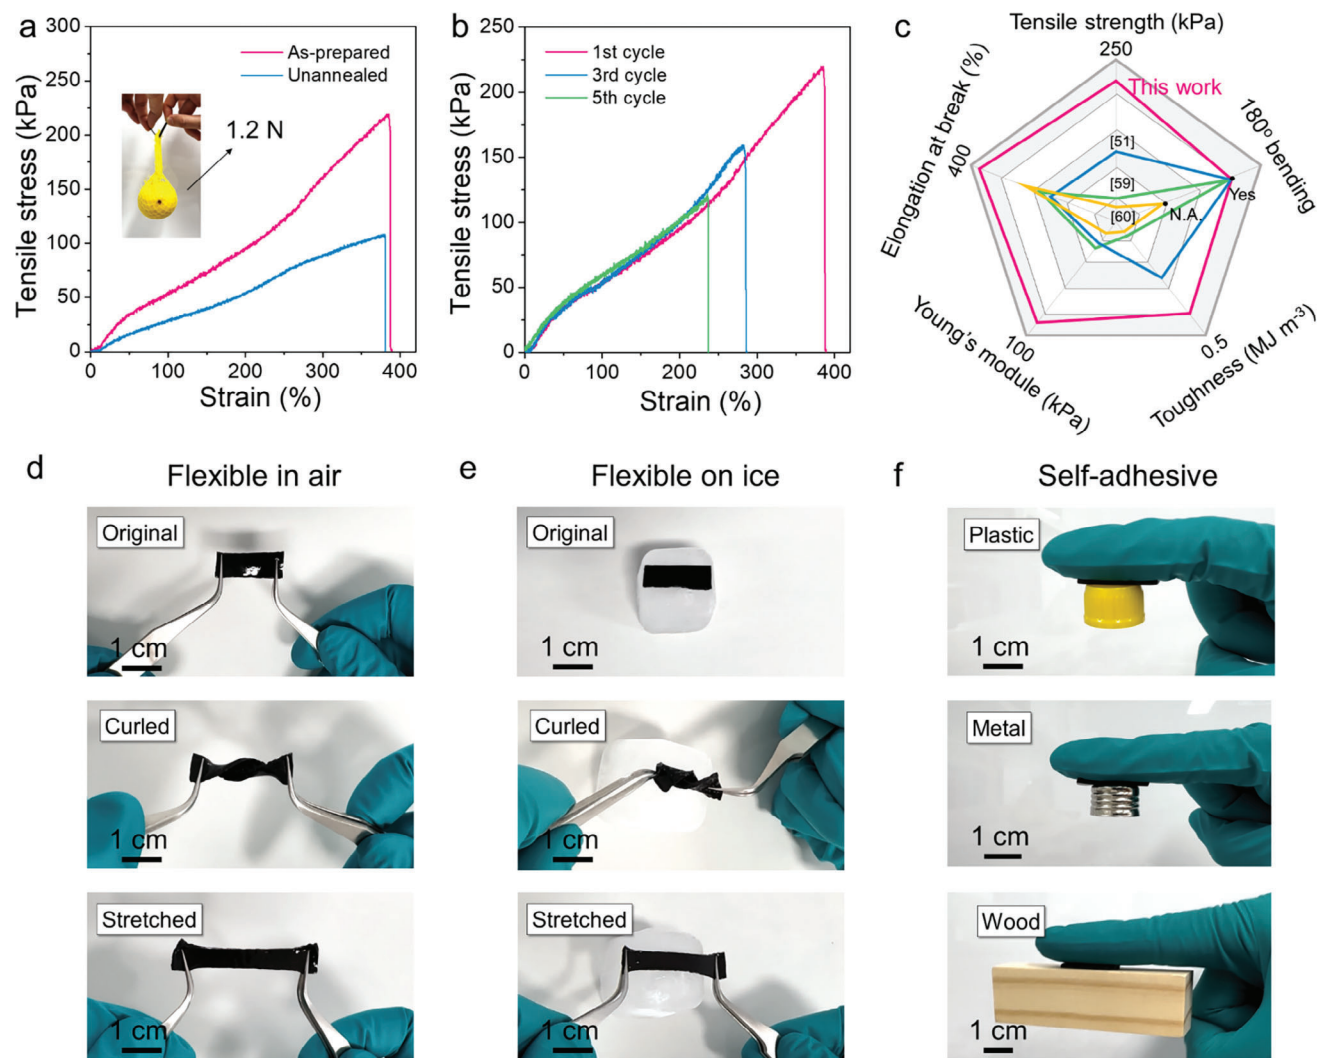 a
300
250
200
150
100
50
0
Tensile stress (kPa)
As-prepared
Unannealed
1.2 N
0 100 200 300 400
Strain (%)
b
250
200
150
100
50
0
Tensile stress (kPa)
1st cycle
3rd cycle
5th cycle
0 100 200 300 400
Strain (%)
c
Tensile strength (kPa)
250
This work
180º bending
Yes
N.A.
[51]
[59]
[60]
Elongation at break (%)
400
Young's module (kPa)
100
Toughness (MJ m-3)
0.5
d
Flexible in air
Original
1 cm
Curled
1 cm
Stretched
1 cm
e
Flexible on ice
Original
1 cm
Curled
1 cm
Stretched
1 cm
f
Self-adhesive
Plastic
1 cm
Metal
1 cm
Wood
1 cm